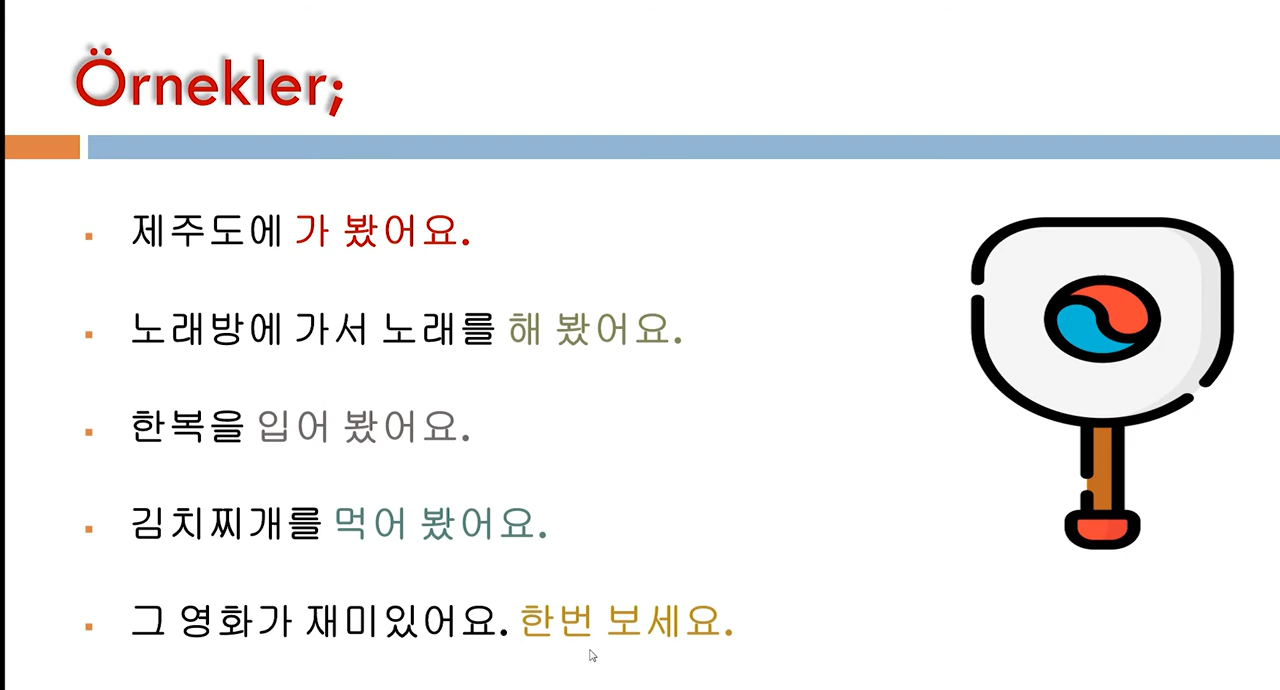 Örnekler;
제주도에 가 봤어요.
노래방에 가서 노래를 해 봤어요.
한복을 입어 봤어요.
김치찌개를 먹어 봤어요.
그 영화가 재미있어요. 한번 보세요.